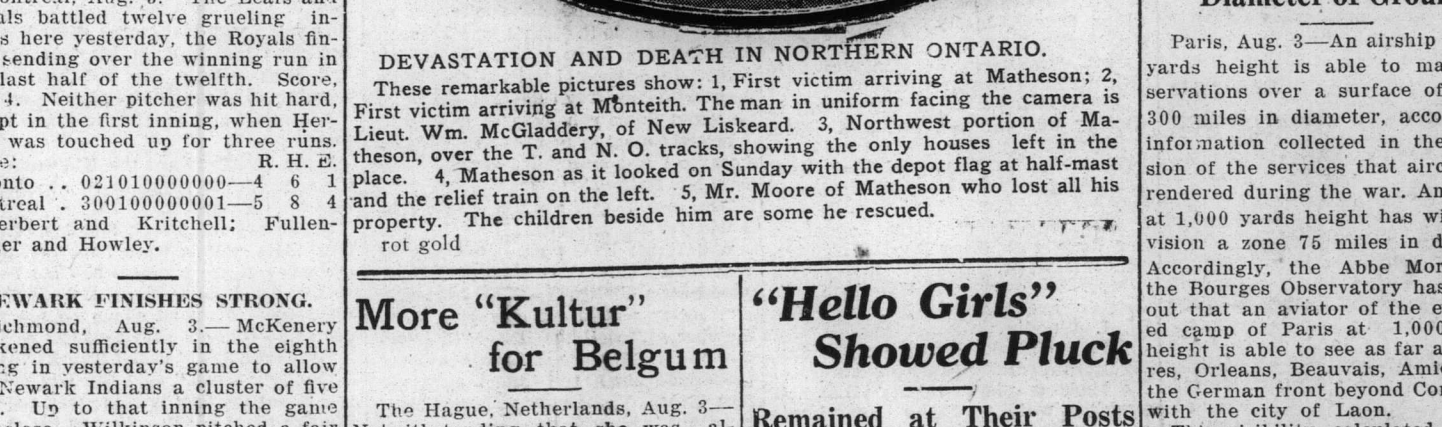 als battled twelve grueling in-
s here yesterday, the Royals fin-
sending over the winning run in
last half of the twelfth. Score,
4. Neither pitcher was hit hard,
pt in the first inning, when Her-
was touched up for three runs.
e: R. H. E.
onto .. 021010000000—4 6 1
treal . 300100000001—5 8 4
erbert and Kritchell; Fullen-
er and Howley.
EWARK FINISHES STRONG.
ichmond, Aug. 3.—McKenery
kened sufficiently in the eighth
g in yesterday's game to allow
Newark Indians a cluster of five
. Up to that inning the game
DEVASTATION AND DEATH IN NORTHERN ONTARIO.
These remarkable pictures show: 1, First victim arriving at Matheson; 2,
First victim arriving at Monteith. The man in uniform facing the camera is
Lieut. Wm. McGladdery, of New Liskeard. 3, Northwest portion of Ma-
theson, over the T. and N. O. tracks, showing the only houses left in the
place. 4, Matheson as it looked on Sunday with the depot flag at half-mast
and the relief train on the left. 5, Mr. Moore of Matheson who lost all his
property. The children beside him are some he rescued.
rot gold
More "Kultur"
for Belgum
The Hague, Netherlands, Aug. 3—
"Hello Girls"
Showed Pluck
Remained at Their Posts
Paris, Aug. 3—An airship
yards height is able to ma
servations over a surface of
300 miles in diameter, acco
information collected in the
sion of the services that airc
rendered during the war. An
at 1,000 yards height has wi
vision a zone 75 miles in d
Accordingly, the Abbe Mor
the Bourges Observatory has
out that an aviator of the e
ed camp of Paris at 1,000
height is able to see as far a
res, Orleans, Beauvais, Ami
the German front beyond Co
with the city of Laon.